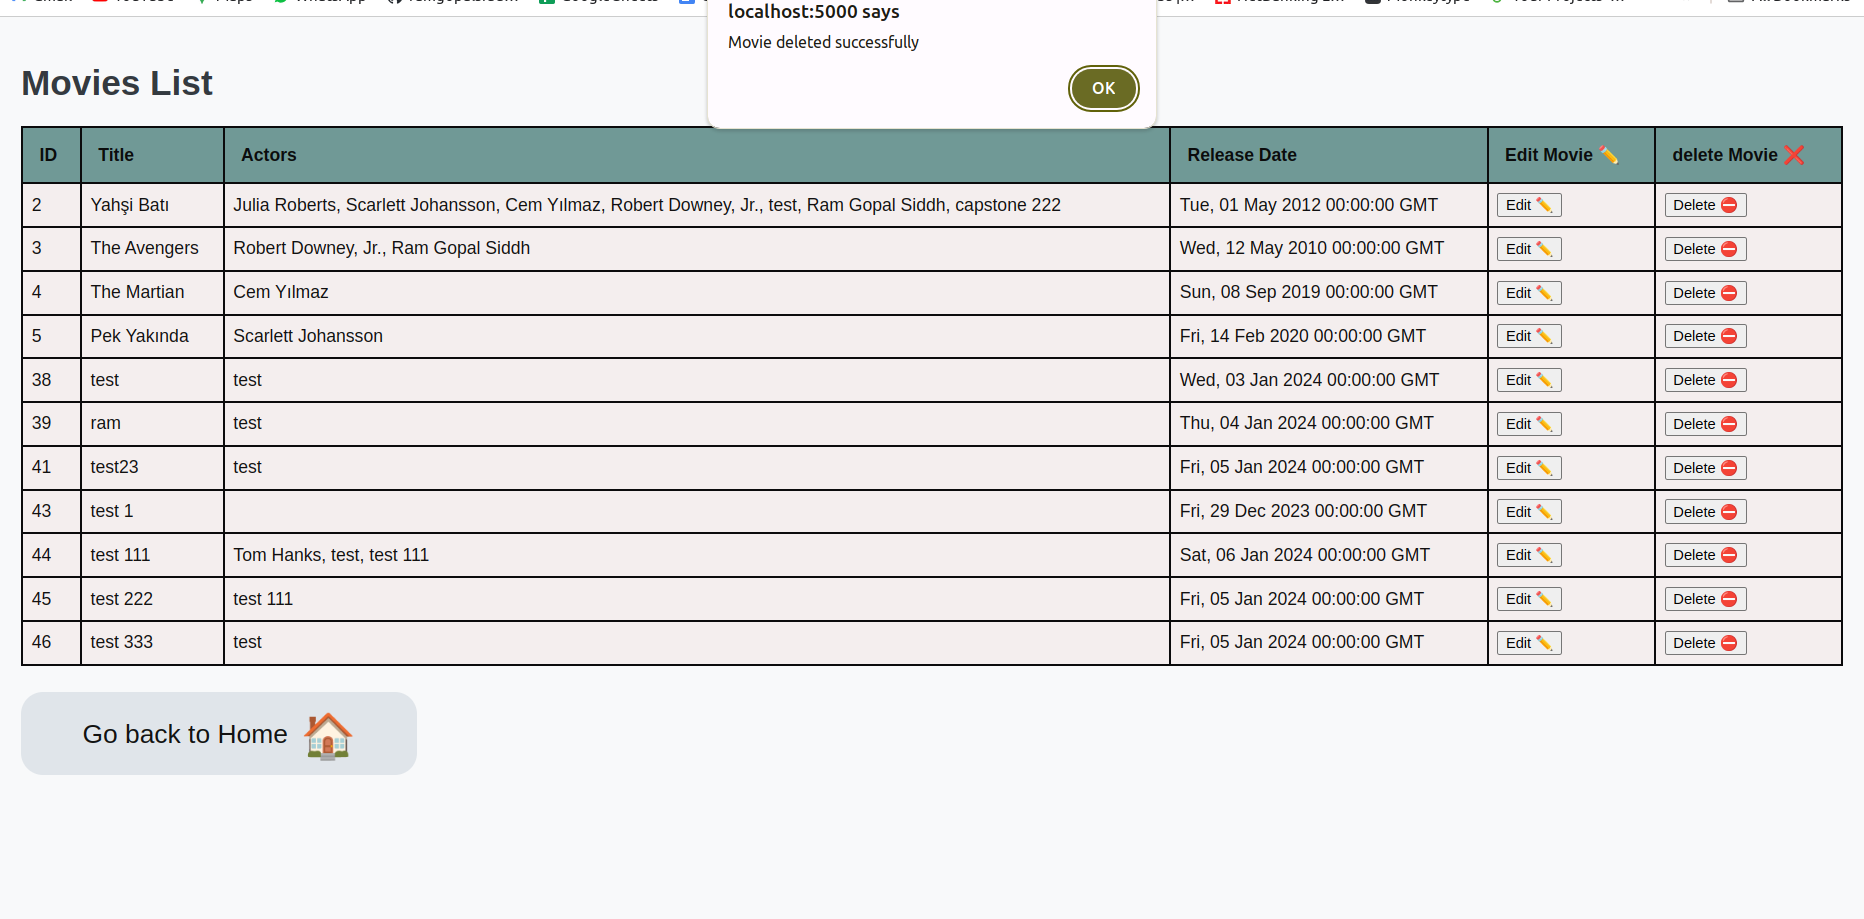 localhost:5000 says
Movie deleted successfully
OK
Movies List
ID Title Actors Release Date Edit Movie ✏️ delete Movie ❌
2 Yahşi Batı Julia Roberts, Scarlett Johansson, Cem Yılmaz, Robert Downey, Jr., test, Ram Gopal Siddh, capstone 222 Tue, 01 May 2012 00:00:00 GMT Edit ✏️ Delete ⛔
3 The Avengers Robert Downey, Jr., Ram Gopal Siddh Wed, 12 May 2010 00:00:00 GMT Edit ✏️ Delete ⛔
4 The Martian Cem Yılmaz Sun, 08 Sep 2019 00:00:00 GMT Edit ✏️ Delete ⛔
5 Pek Yakında Scarlett Johansson Fri, 14 Feb 2020 00:00:00 GMT Edit ✏️ Delete ⛔
38 test test Wed, 03 Jan 2024 00:00:00 GMT Edit ✏️ Delete ⛔
39 ram test Thu, 04 Jan 2024 00:00:00 GMT Edit ✏️ Delete ⛔
41 test23 test Fri, 05 Jan 2024 00:00:00 GMT Edit ✏️ Delete ⛔
43 test 1 Fri, 29 Dec 2023 00:00:00 GMT Edit ✏️ Delete ⛔
44 test 111 Tom Hanks, test, test 111 Sat, 06 Jan 2024 00:00:00 GMT Edit ✏️ Delete ⛔
45 test 222 test 111 Fri, 05 Jan 2024 00:00:00 GMT Edit ✏️ Delete ⛔
46 test 333 test Fri, 05 Jan 2024 00:00:00 GMT Edit ✏️ Delete ⛔
Go back to Home 🏠